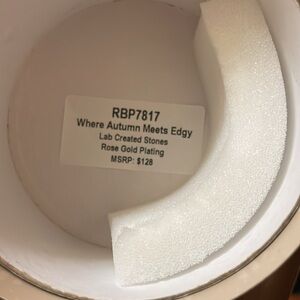 RBP7817
Where Autumn Meets Edgy
Lab Created Stones
Rose Gold Plating
MSRP: $128